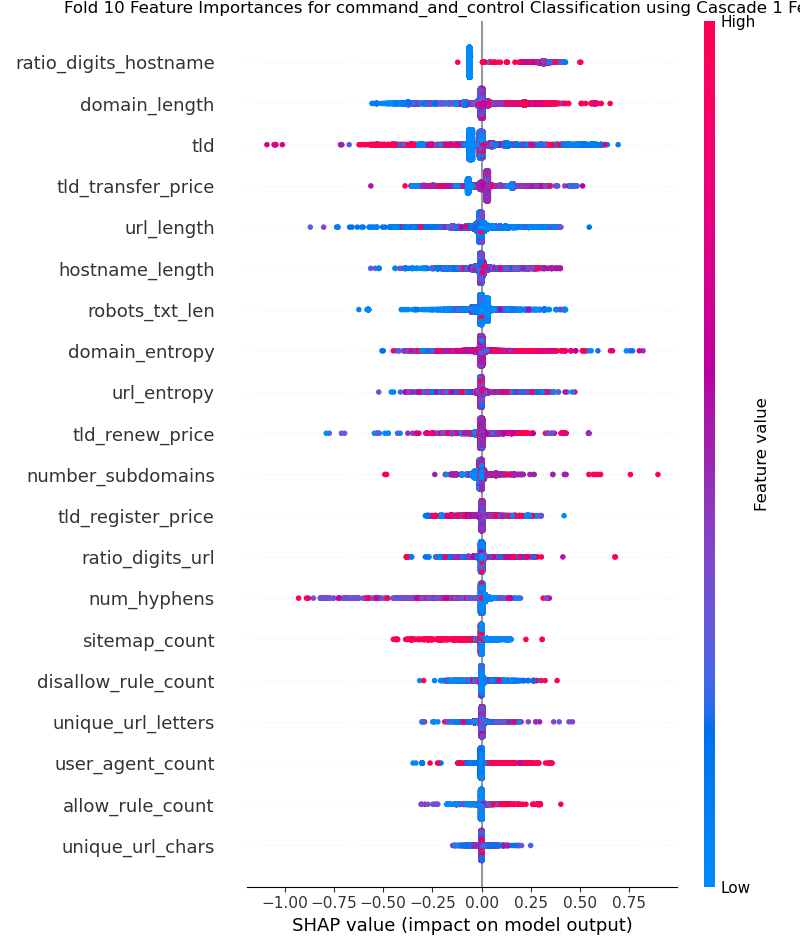 Fold 10 Feature Importances for command_and_control Classification using Cascade 1 Fe
High
ratio_digits_hostname
domain_length
tld
tld_transfer_price
url_length
hostname_length
robots_txt_len
domain_entropy
url_entropy
tld_renew_price
number_subdomains
tld_register_price
ratio_digits_url
num_hyphens
sitemap_count
disallow_rule_count
unique_url_letters
user_agent_count
allow_rule_count
unique_url_chars
Feature value
Low
−1.00 −0.75 −0.50 −0.25 0.00 0.25 0.50 0.75
SHAP value (impact on model output)